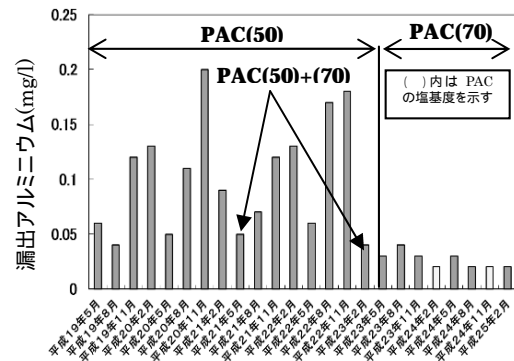 0.25
0.2
0.15
0.1
0.05
0
漏出アルミニウム(mg/l)
PAC(50)
PAC(70)
PAC(50)+(70)
( )内は PAC
の塩基度を示す
平成19年5月
平成19年8月
平成19年11月
平成20年2月
平成20年5月
平成20年8月
平成20年11月
平成21年2月
平成21年5月
平成21年8月
平成21年11月
平成22年2月
平成22年5月
平成22年8月
平成22年11月
平成23年2月
平成23年5月
平成23年8月
平成23年11月
平成24年2月
平成24年5月
平成24年8月
平成24年11月
平成25年2月